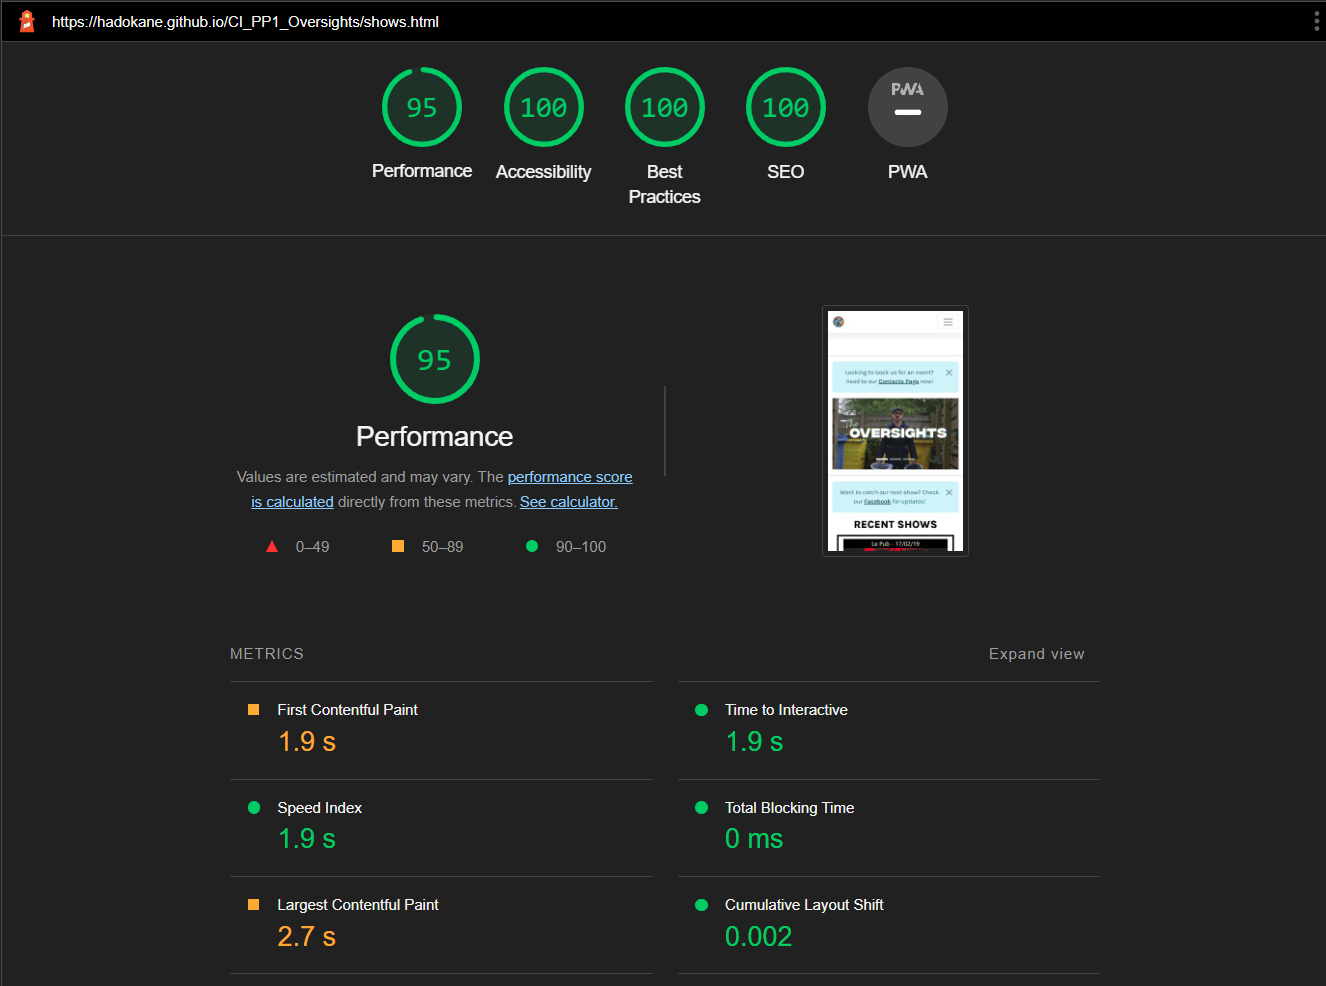 https://hadokane.github.io/CI_PP1_Oversights/shows.html
95
100
100
100
PWA
Performance
Accessibility
Best
Practices
SEO
PWA
95
Performance
Values are estimated and may vary. The performance score
is calculated directly from these metrics. See calculator.
0–49
50–89
90–100
Looking to book us for an event?
Head to our Contacts Page now!
The
OVERSIGHTS
Want to catch our next show? Check
our Facebook for updates!
RECENT SHOWS
Le Pub - 17/02/19
METRICS
Expand view
First Contentful Paint
1.9 s
Time to Interactive
1.9 s
Speed Index
1.9 s
Total Blocking Time
0 ms
Largest Contentful Paint
2.7 s
Cumulative Layout Shift
0.002